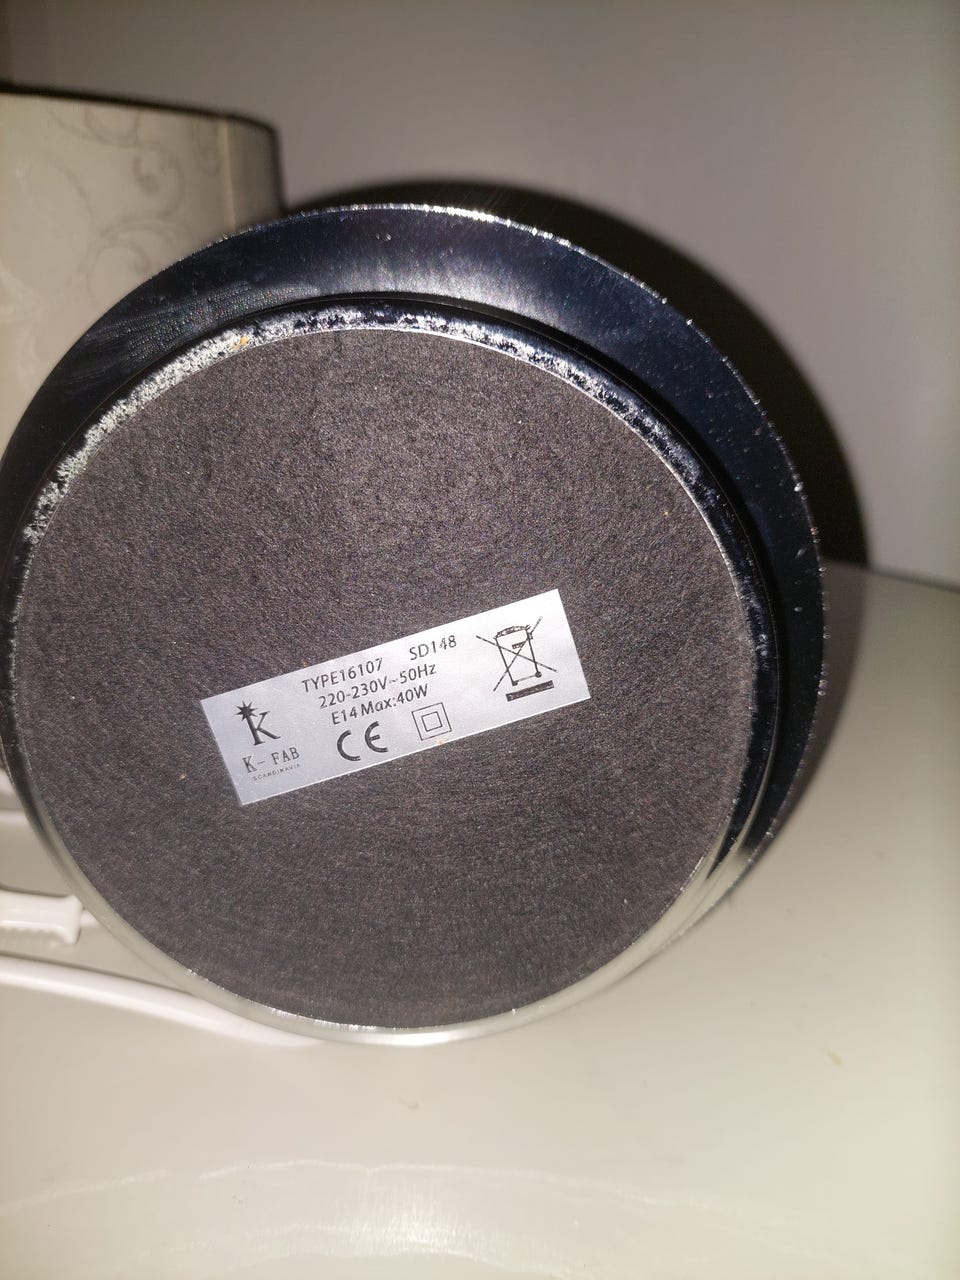 TYPE16107 SD148
220-230V~50Hz
E14 Max:40W
CE
k
K-FAB
SCANDINAVIA